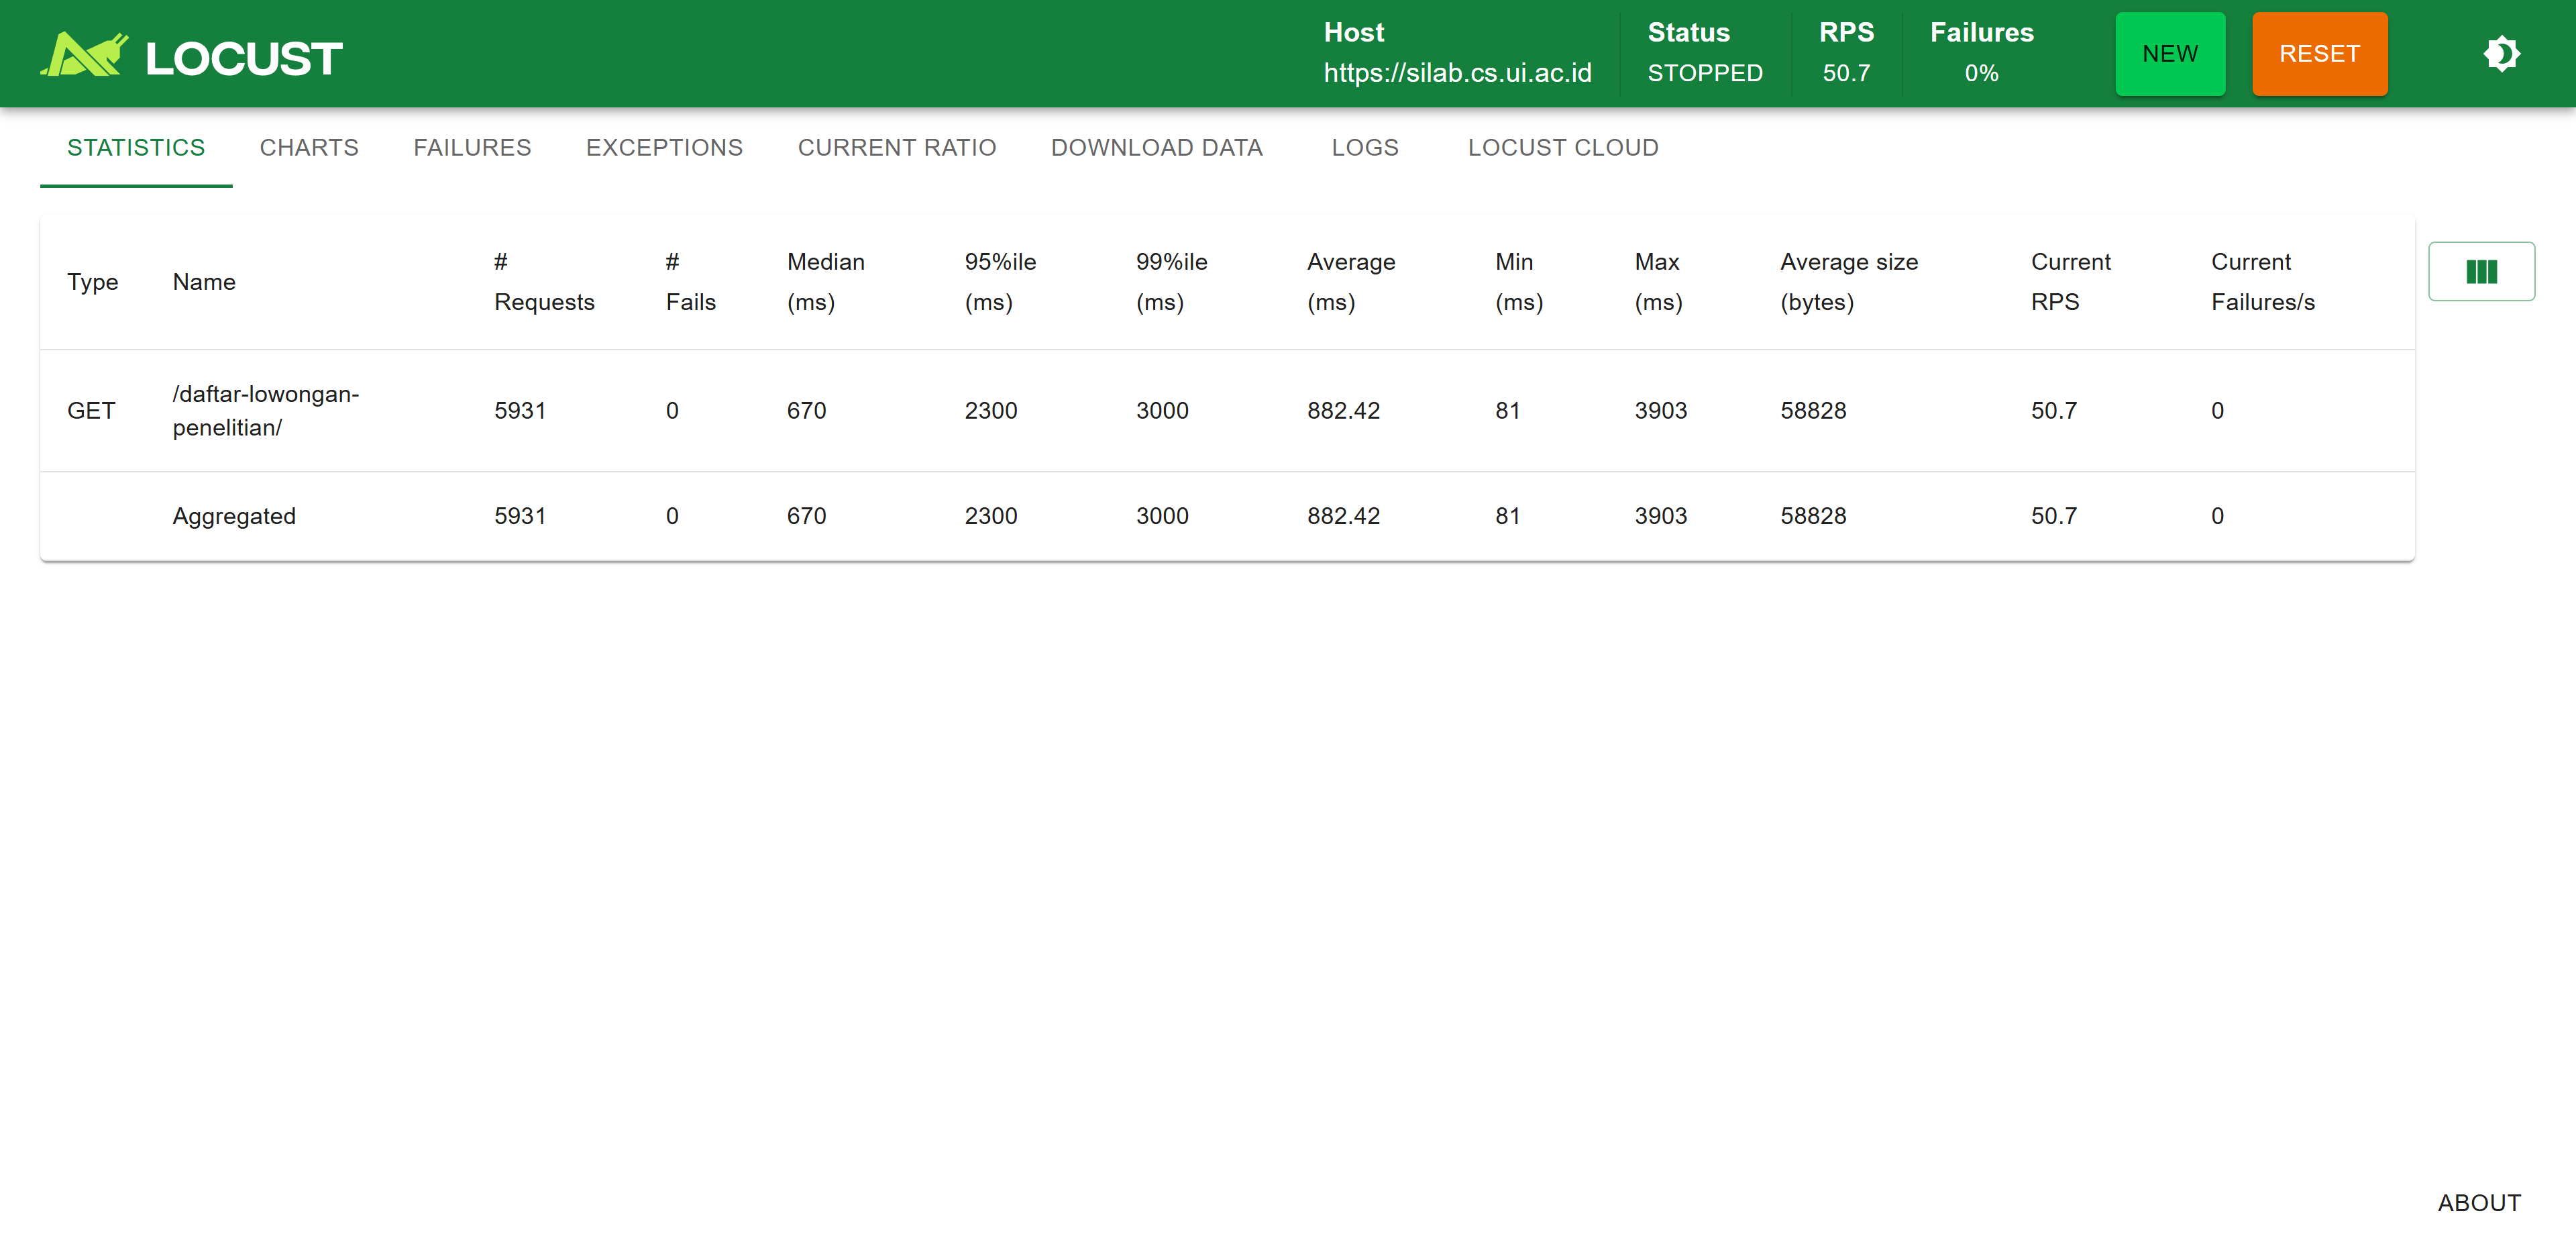 LOCUST
Host
https://silab.cs.ui.ac.id
Status
STOPPED
RPS
50.7
Failures
0%
NEW
RESET
STATISTICS CHARTS FAILURES EXCEPTIONS CURRENT RATIO DOWNLOAD DATA LOGS LOCUST CLOUD
Type Name # Requests # Fails Median (ms) 95%ile (ms) 99%ile (ms) Average (ms) Min (ms) Max (ms) Average size (bytes) Current RPS Current Failures/s
GET /daftar-lowongan-penelitian/ 5931 0 670 2300 3000 882.42 81 3903 58828 50.7 0
Aggregated 5931 0 670 2300 3000 882.42 81 3903 58828 50.7 0
ABOUT